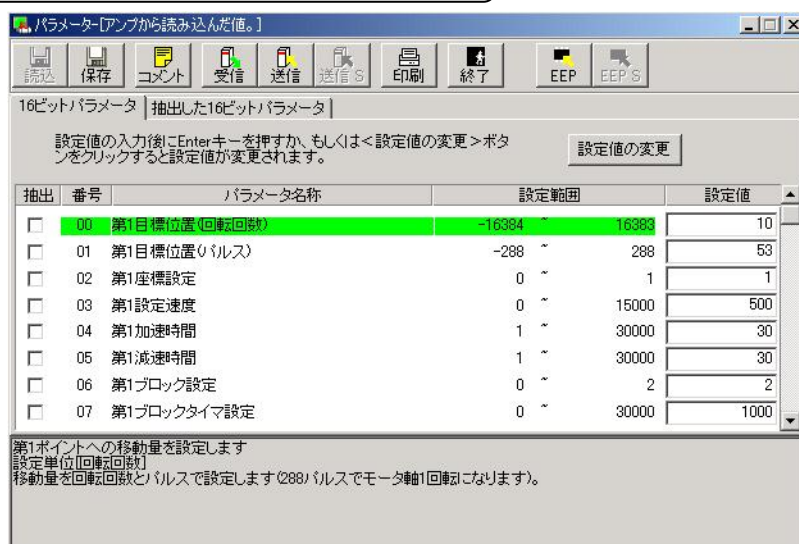 パラメーター[アンプから読み込んだ値。]
読込 保存 コメント 受信 送信 送信S 印刷 終了 EEP EEP S
16ビットパラメータ 抽出した16ビットパラメータ
設定値の入力後にEnterキーを押すか、もしくは<設定値の変更>ボタ
ンをクリックすると設定値が変更されます。
設定値の変更
抽出 番号 パラメータ名称 設定範囲 設定値
00 第1目標位置(回転回数) -16384 ~ 16383 10
01 第1目標位置(パルス) -288 ~ 288 53
02 第1座標設定 0 ~ 1 1
03 第1設定速度 0 ~ 15000 500
04 第1加速時間 1 ~ 30000 30
05 第1減速時間 1 ~ 30000 30
06 第1ブロック設定 0 ~ 2 2
07 第1ブロックタイマ設定 0 ~ 30000 1000
第1ポイントへの移動量を設定します
設定単位[回転回数]
移動量を回転回数とパルスで設定します(288パルスでモータ軸1回転になります)。